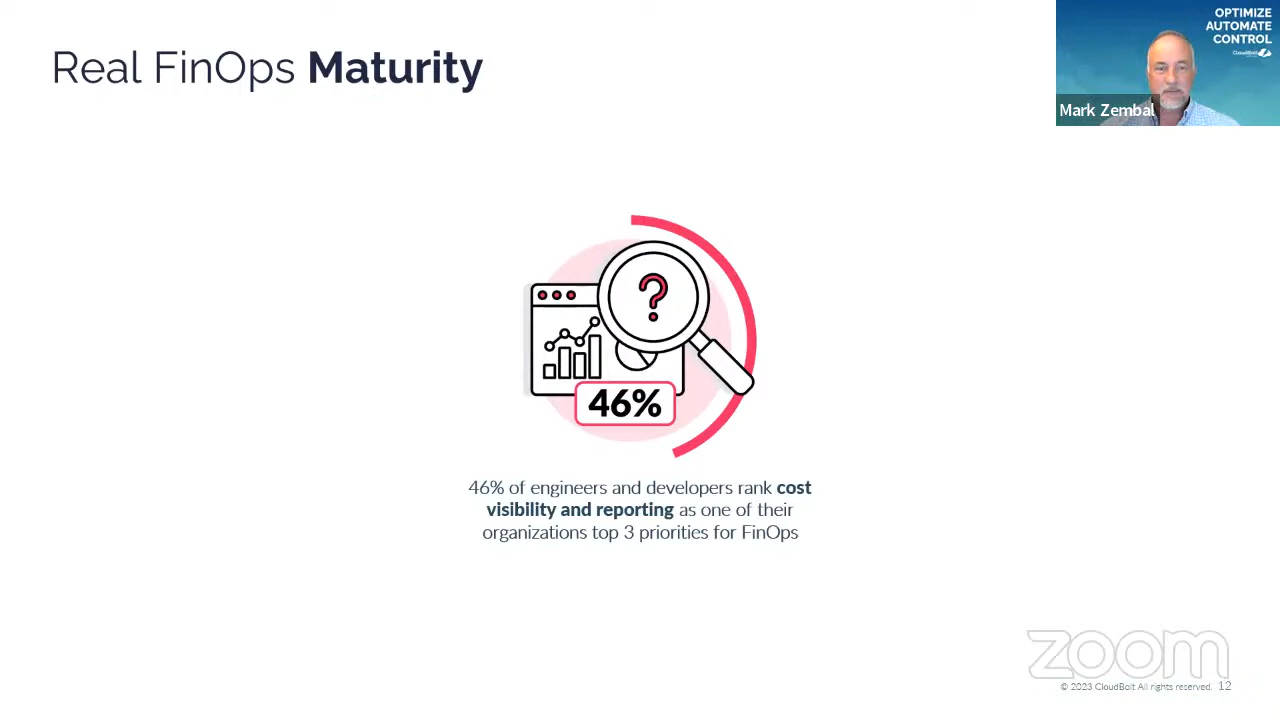 Real FinOps Maturity
OPTIMIZE
AUTOMATE
CONTROL
CloudBolt
Mark Zembal
?
46%
46% of engineers and developers rank cost
visibility and reporting as one of their
organizations top 3 priorities for FinOps
zoom
© 2023 CloudBolt All rights reserved. 12